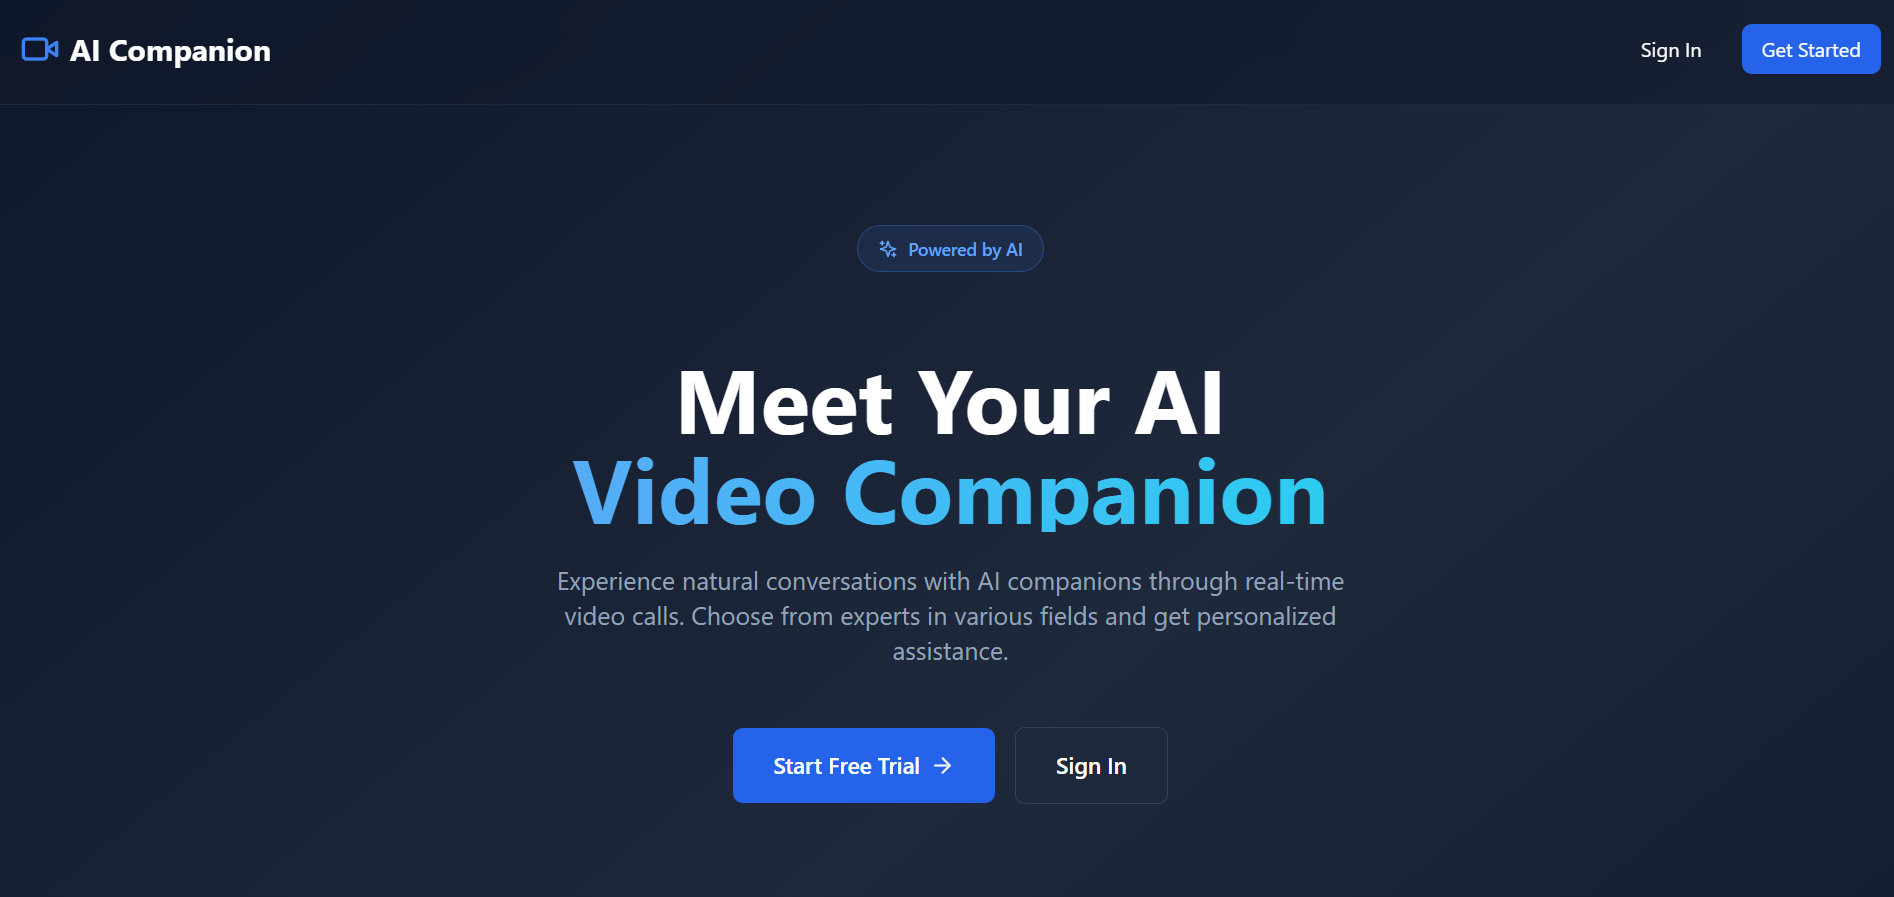 AI Companion
Sign In
Get Started
Powered by AI
Meet Your AI
Video Companion
Experience natural conversations with AI companions through real-time
video calls. Choose from experts in various fields and get personalized
assistance.
Start Free Trial
Sign In